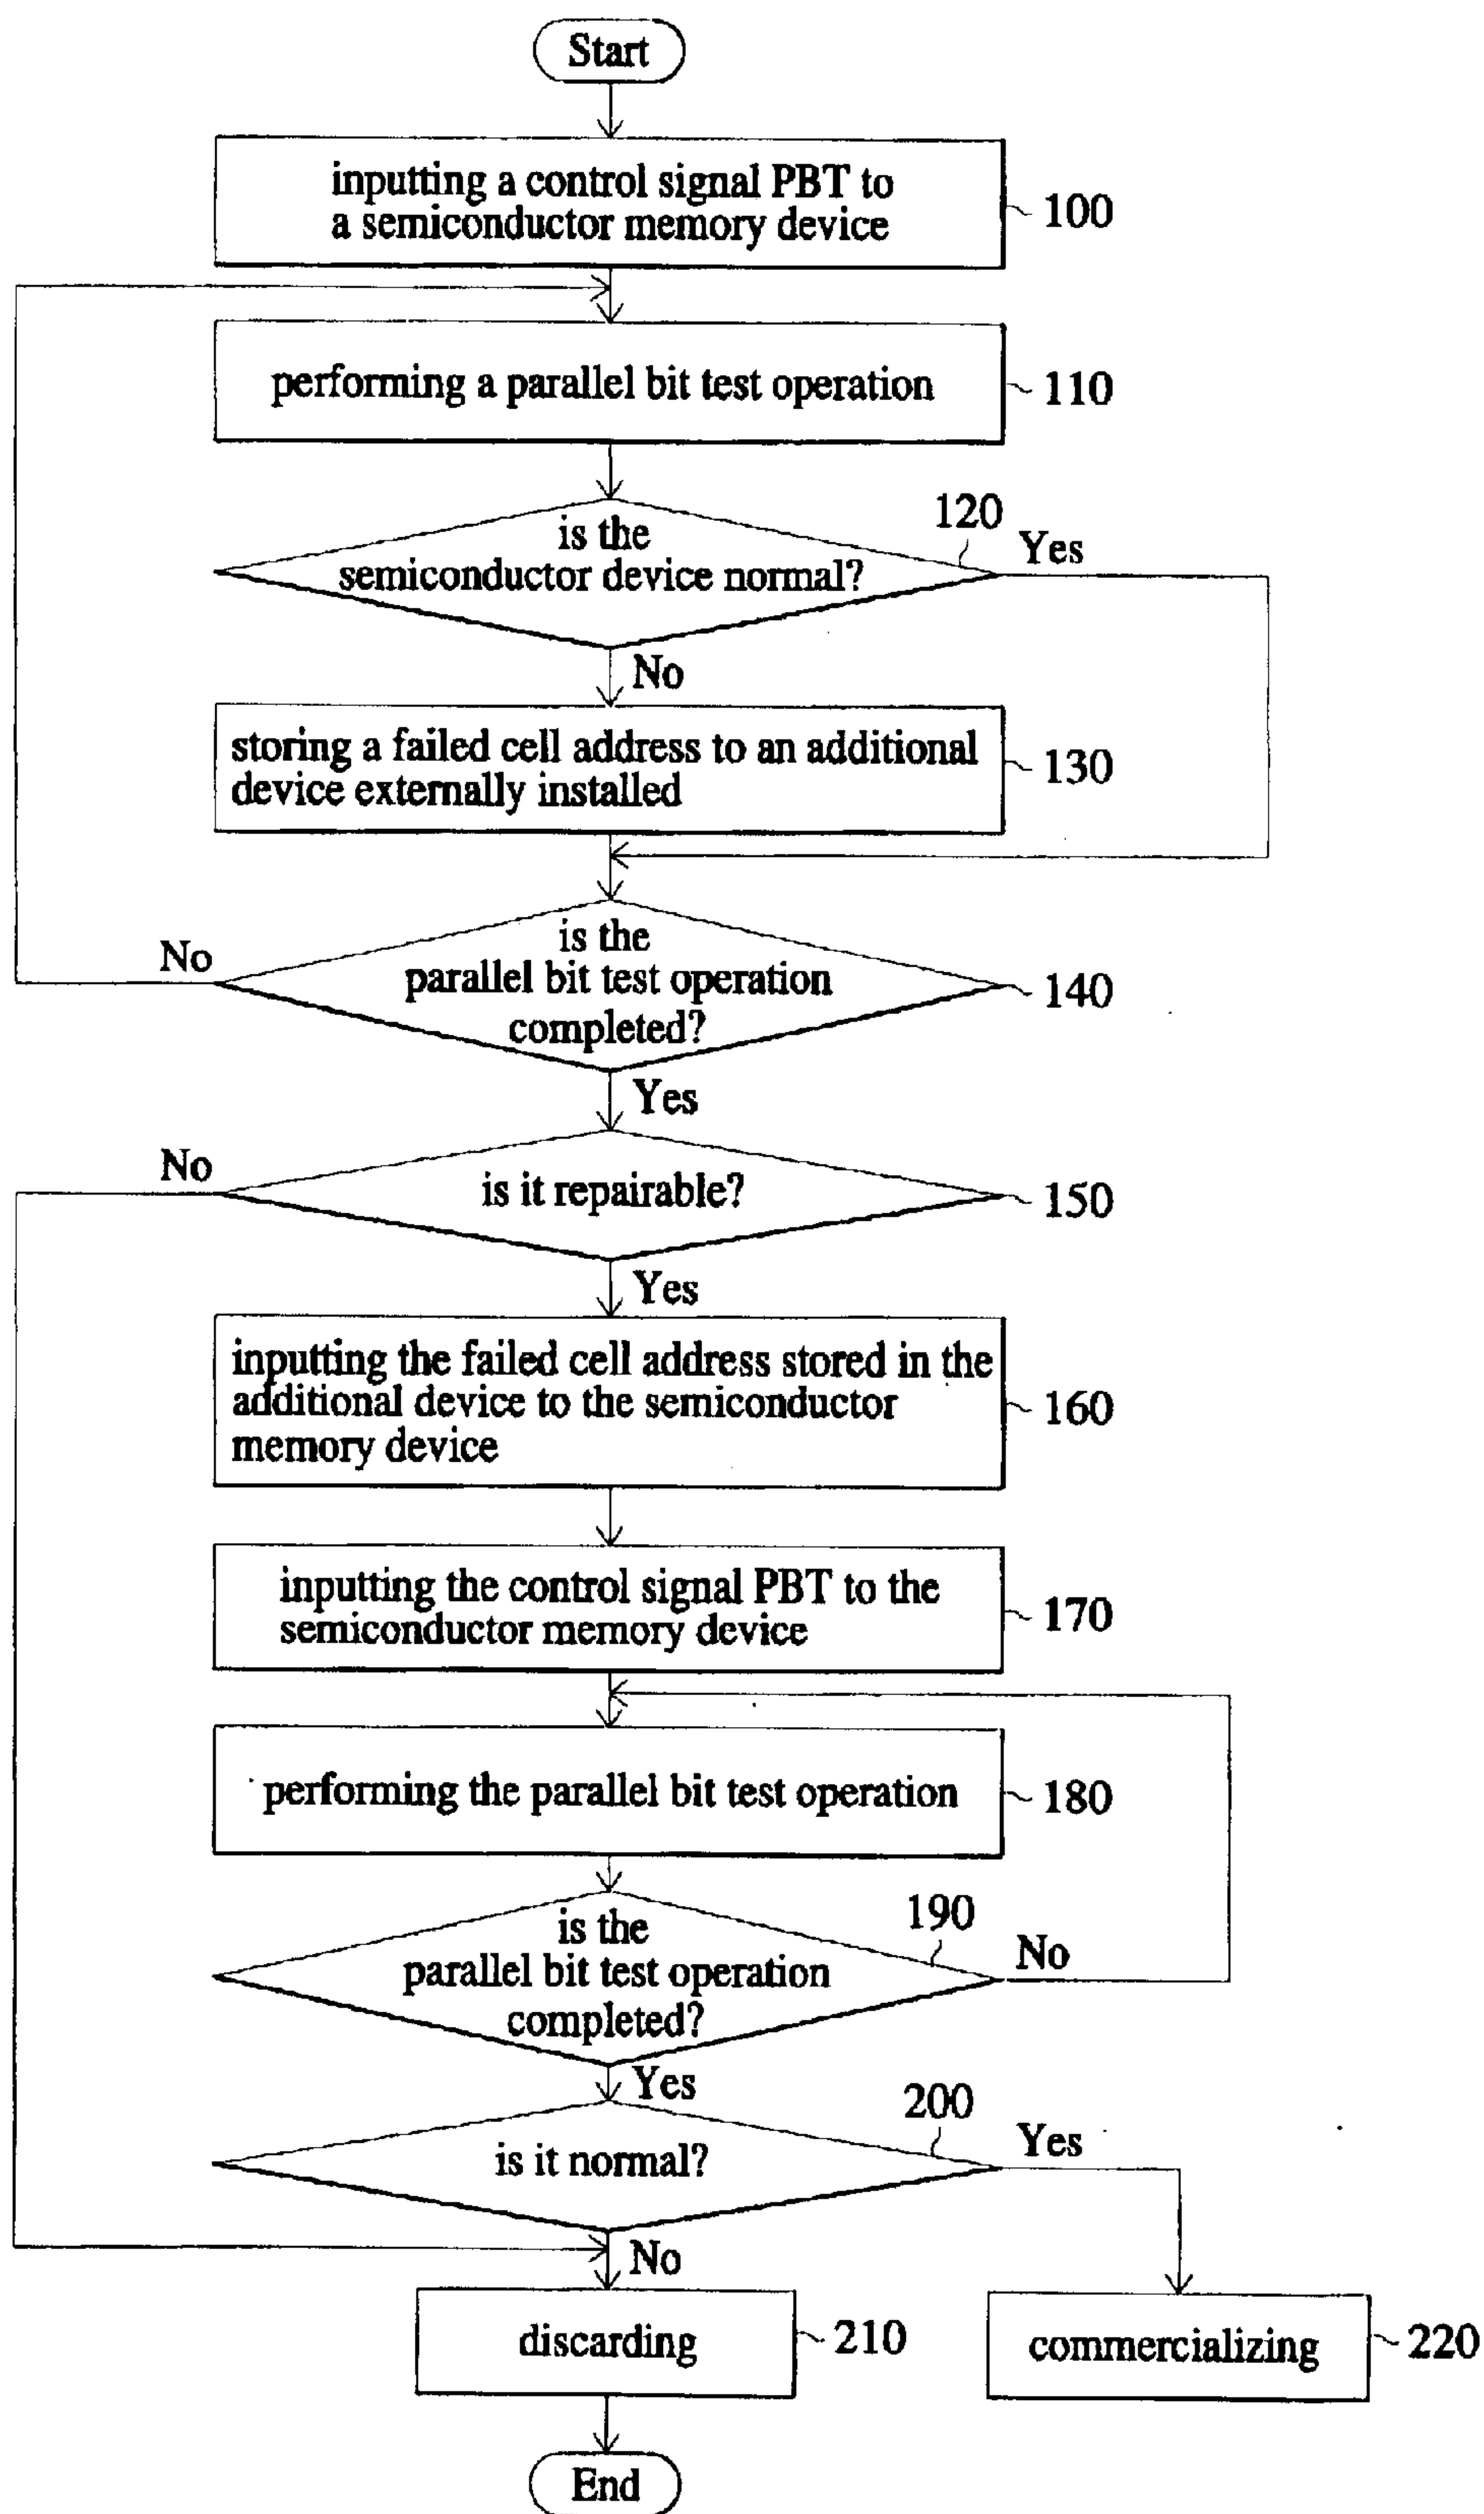 Start
inputting a control signal PBT to
a semiconductor memory device
100
performing a parallel bit test operation
110
120
is the
semiconductor device normal?
Yes
No
storing a failed cell address to an additional
device externally installed
130
is the
parallel bit test operation
completed?
No
140
Yes
No
is it repairable?
150
Yes
inputting the failed cell address stored in the
additional device to the semiconductor
memory device
160
inputting the control signal PBT to the
semiconductor memory device
170
performing the parallel bit test operation
180
190
is the
parallel bit test operation
completed?
No
Yes
200
is it normal?
Yes
No
discarding
210
commercializing
220
End